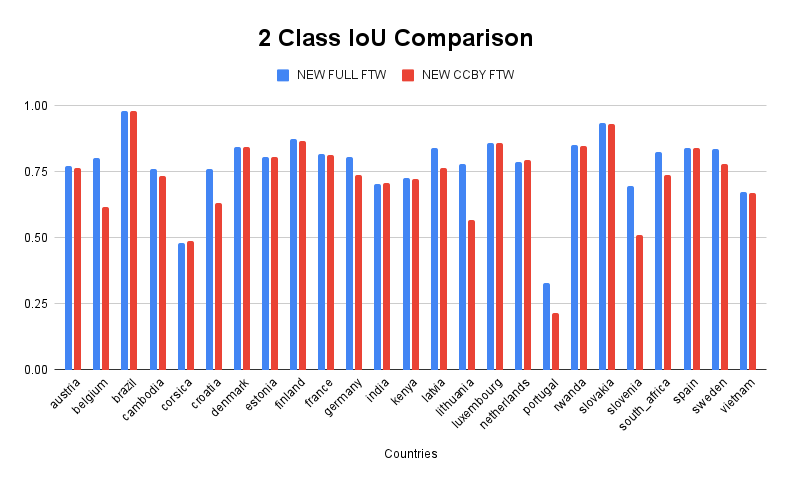 2 Class IoU Comparison
NEW FULL FTW NEW CCBY FTW
1.00
0.75
0.50
0.25
0.00
austria belgium brazil cambodia corsica croatia denmark estonia finland france germany india kenya latvia lithuania luxembourg netherlands portugal rwanda slovakia slovenia south_africa spain sweden vietnam
Countries